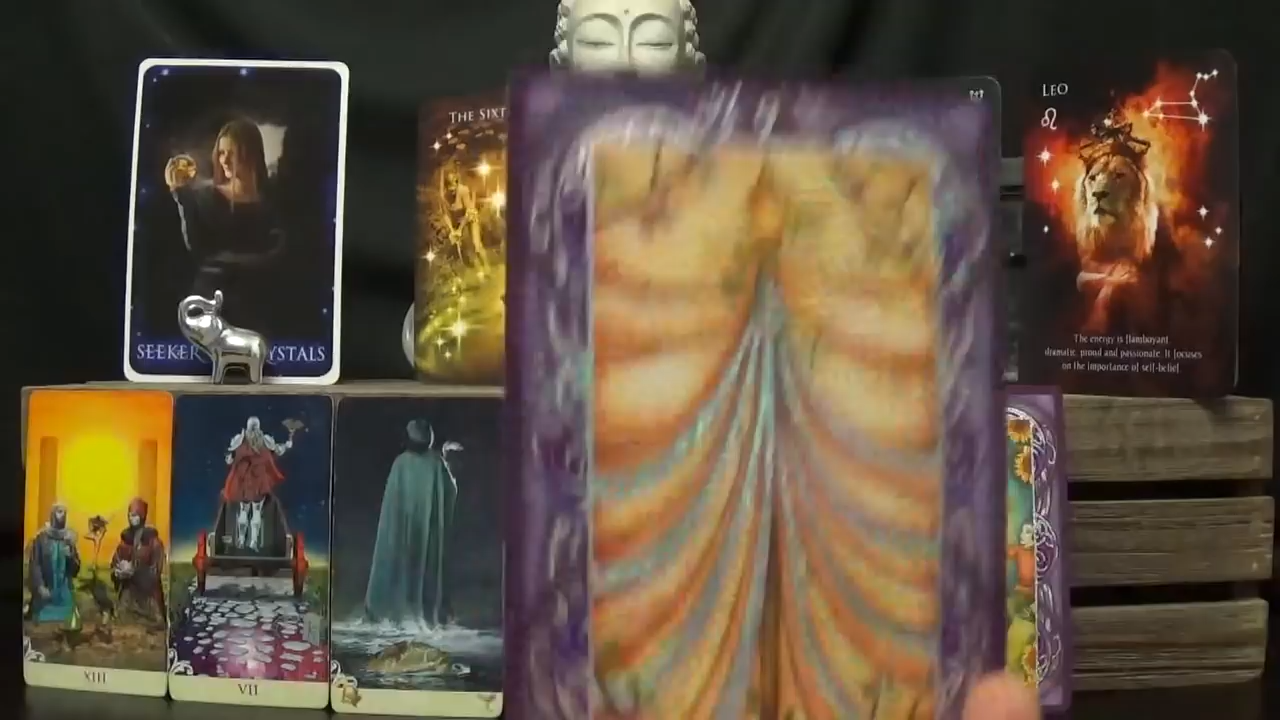 SEEKER
YSTALS
THE SIXT
LEO
The energy is flamboyant,
dramatic, proud and passionate. It focuses
on the importance of self-belief.
XIII
VII